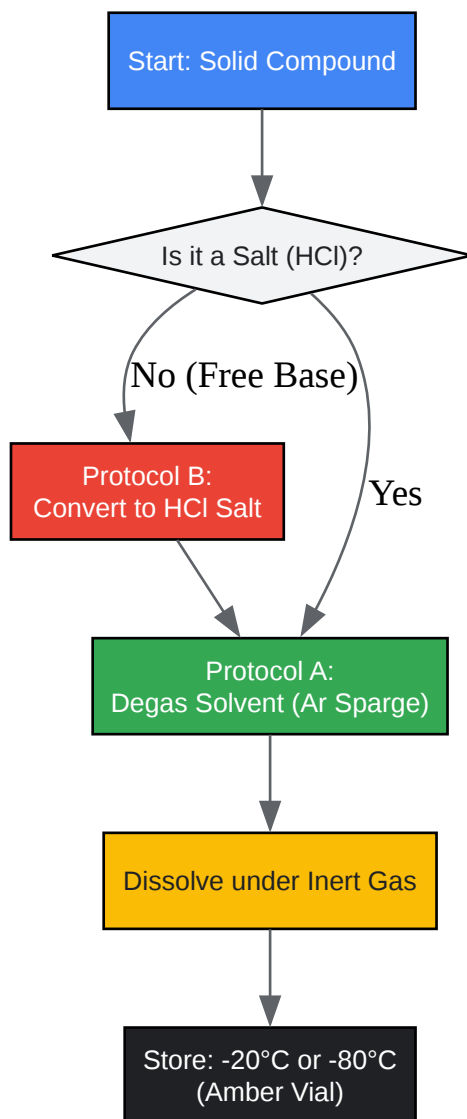 Start: Solid Compound
Is it a Salt (HCl)?
No (Free Base)
Protocol B:
Convert to HCl Salt
Yes
Protocol A:
Degas Solvent (Ar Sparge)
Dissolve under Inert Gas
Store: -20°C or -80°C
(Amber Vial)